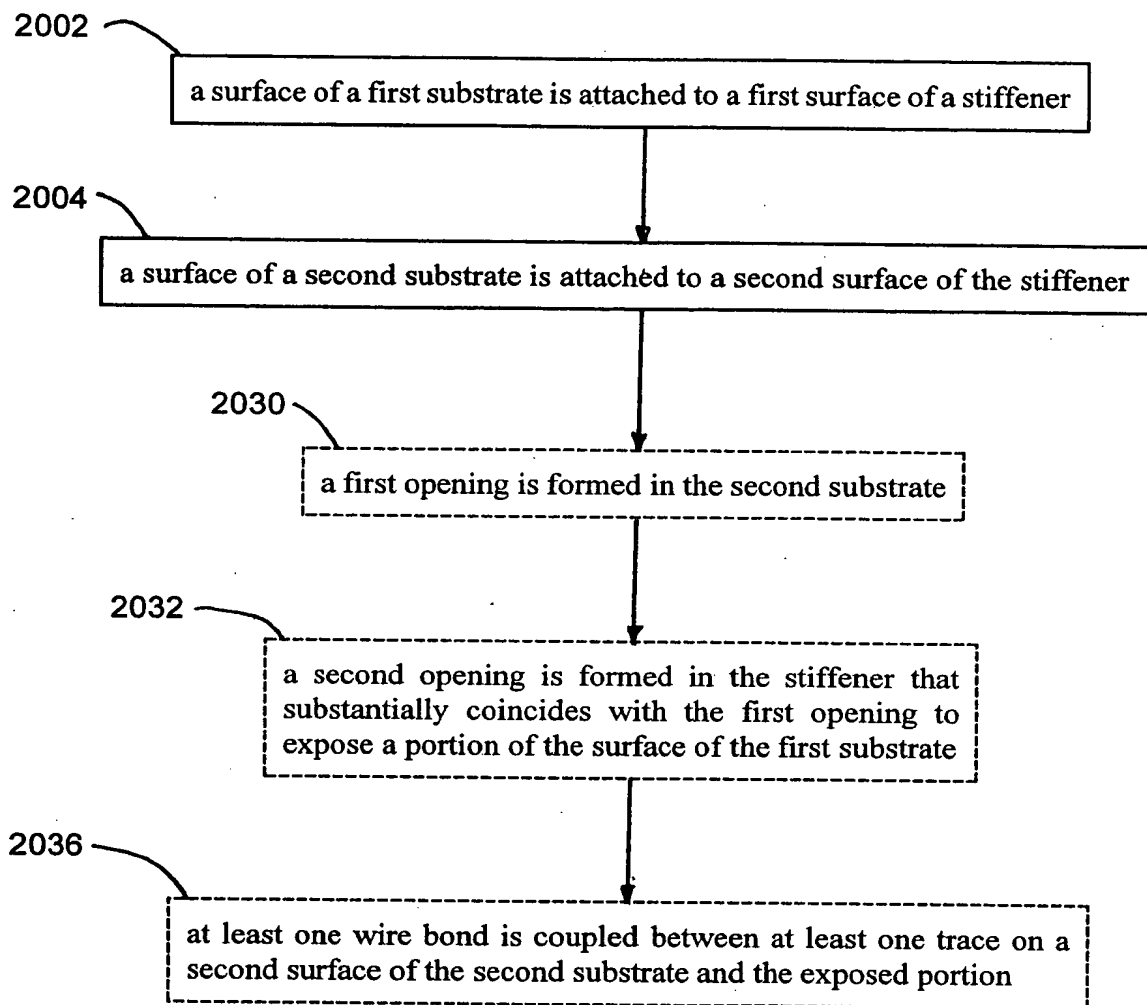 2002
a surface of a first substrate is attached to a first surface of a stiffener
2004
a surface of a second substrate is attached to a second surface of the stiffener
2030
a first opening is formed in the second substrate
2032
a second opening is formed in the stiffener that
substantially coincides with the first opening to
expose a portion of the surface of the first substrate
2036
at least one wire bond is coupled between at least one trace on a
second surface of the second substrate and the exposed portion